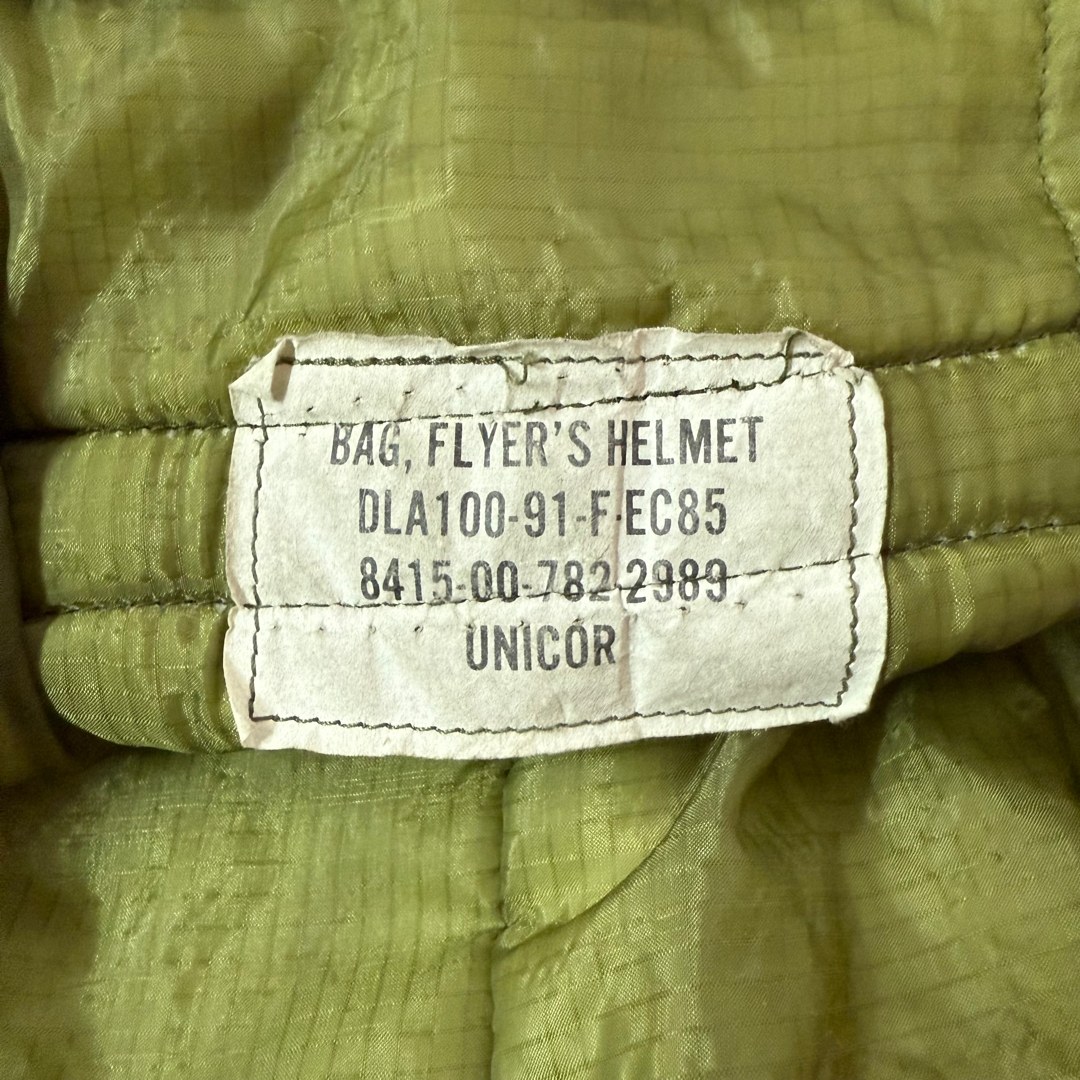 BAG, FLYER'S HELMET
DLA100-91-F-EC85
8415-00-782-2989
UNICOR